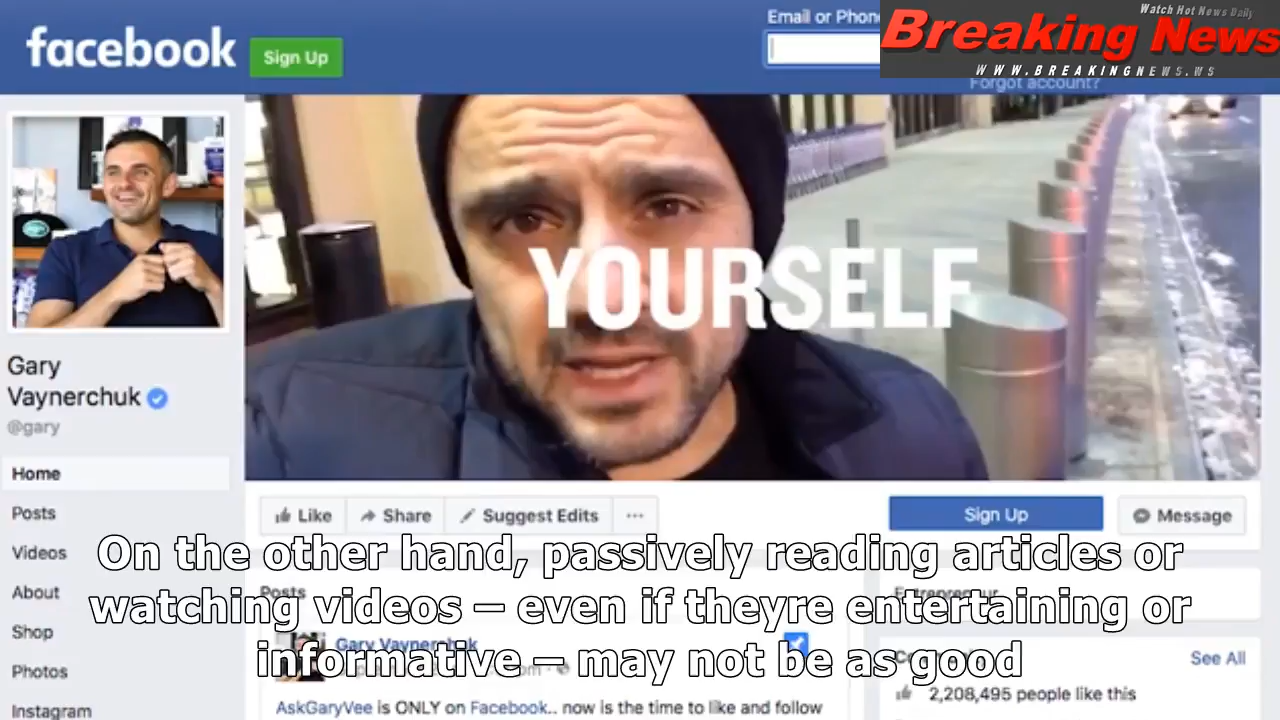 facebook
Sign Up
Email or Phone
Watch Hot News Daily
Breaking News
WWW.BREAKINGNEWS.WS
Forgot account?
YOURSELF
Gary
Vaynerchuk
@gary
Home
Posts
Videos
About
Shop
Photos
Instagram
Like
Share
Suggest Edits
Sign Up
Message
On the other hand, passively reading articles or
watching videos – even if theyre entertaining or
informative – may not be as good
Posts
Entrepreneur
Gary Vaynerchuk
See All
2,208,495 people like this
AskGaryVee is ONLY on Facebook.. now is the time to like and follow